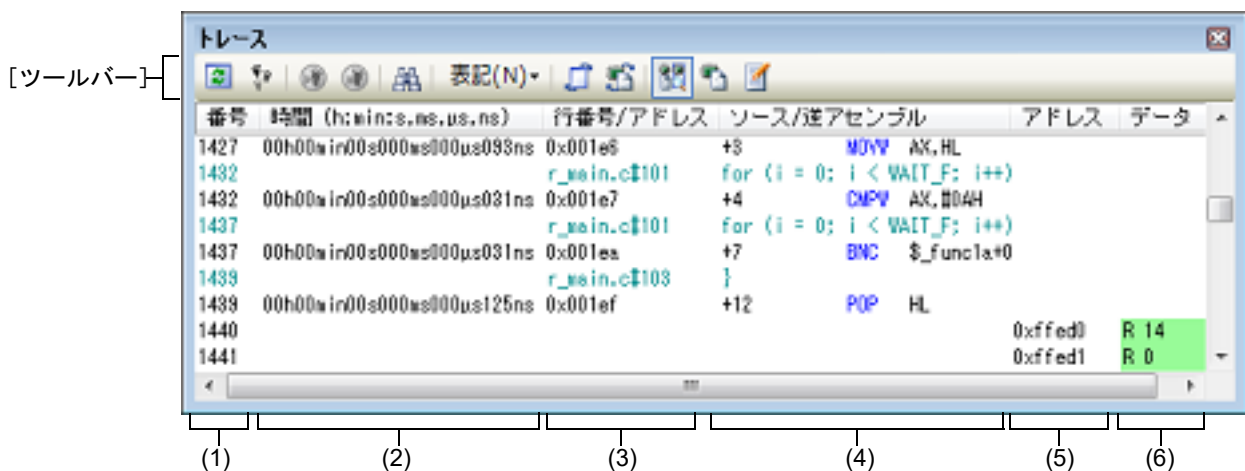 トレース
[ツールバー]
表記(N)
番号 時間 (h:min:s,ms,μs,ns) 行番号/アドレス ソース/逆アセンブル アドレス データ
1427 00h00min00s000ms000μs093ns 0x001e6 +3 MOVW AX,HL
1432 r_main.c#101 for (i = 0; i < WAIT_F; i++)
1432 00h00min00s000ms000μs031ns 0x001e7 +4 CMPW AX,#0AH
1437 r_main.c#101 for (i = 0; i < WAIT_F; i++)
1437 00h00min00s000ms000μs031ns 0x001ea +7 BNC $_func1a+0
1439 r_main.c#103 }
1439 00h00min00s000ms000μs125ns 0x001ef +12 POP HL
1440 0xffed0 R 14
1441 0xffed1 R 0
(1) (2) (3) (4) (5) (6)